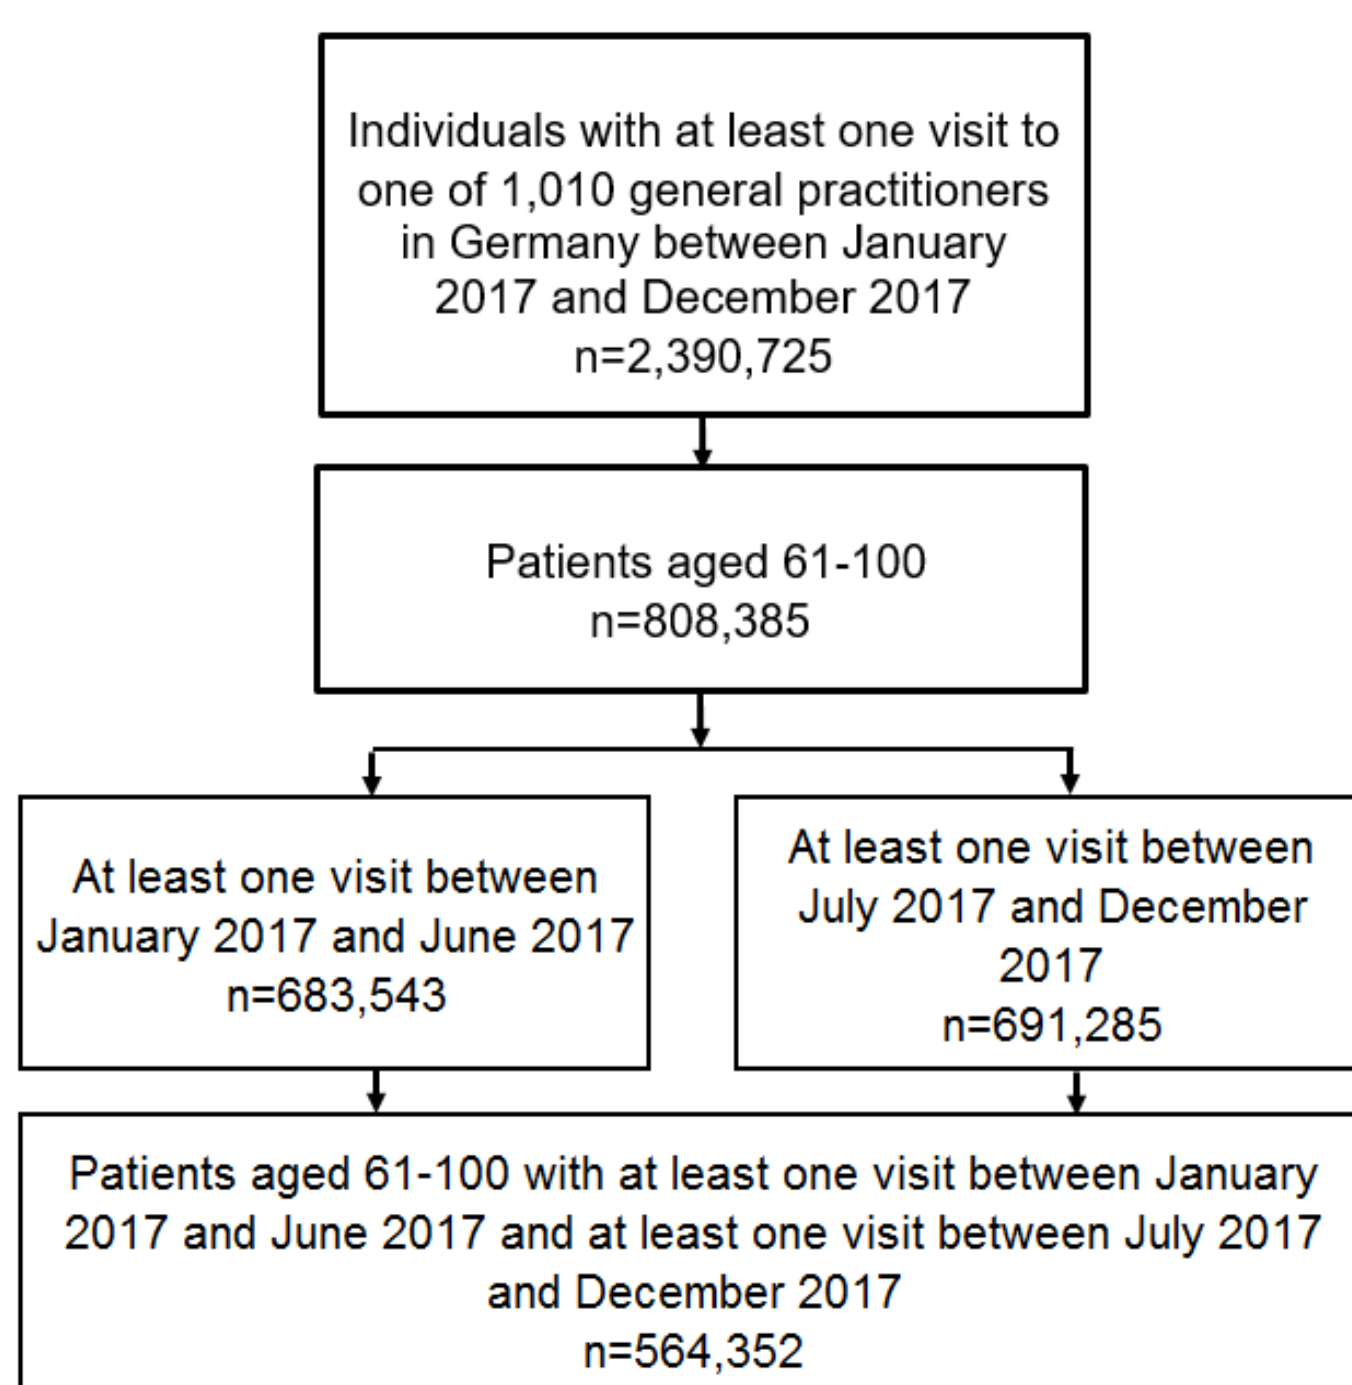 Individuals with at least one visit to
one of 1,010 general practitioners
in Germany between January
2017 and December 2017
n=2,390,725
Patients aged 61-100
n=808,385
At least one visit between
January 2017 and June 2017
n=683,543
At least one visit between
July 2017 and December
2017
n=691,285
Patients aged 61-100 with at least one visit between January
2017 and June 2017 and at least one visit between July 2017
and December 2017
n=564,352